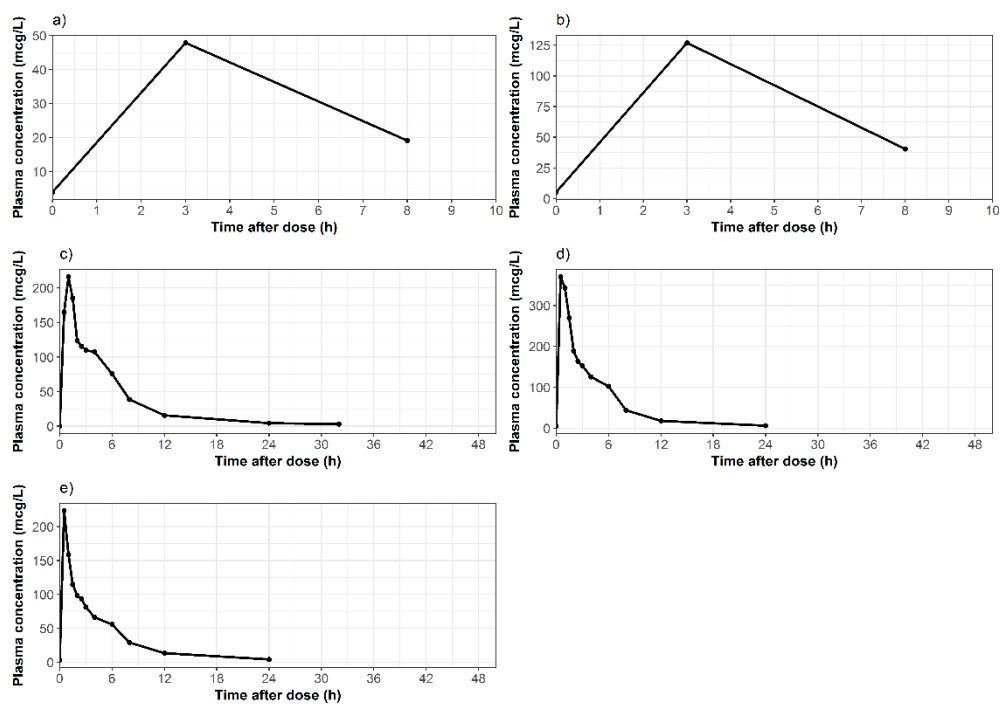 a)
Plasma concentration (mcg/L)
50
40
30
20
10
0 1 2 3 4 5 6 7 8 9 10
Time after dose (h)
b)
Plasma concentration (mcg/L)
125
100
75
50
25
0
0 1 2 3 4 5 6 7 8 9 10
Time after dose (h)
c)
Plasma concentration (mcg/L)
200
150
100
50
0
0 6 12 18 24 30 36 42 48
Time after dose (h)
d)
Plasma concentration (mcg/L)
300
200
100
0
0 6 12 18 24 30 36 42 48
Time after dose (h)
e)
Plasma concentration (mcg/L)
200
150
100
50
0
0 6 12 18 24 30 36 42 48
Time after dose (h)